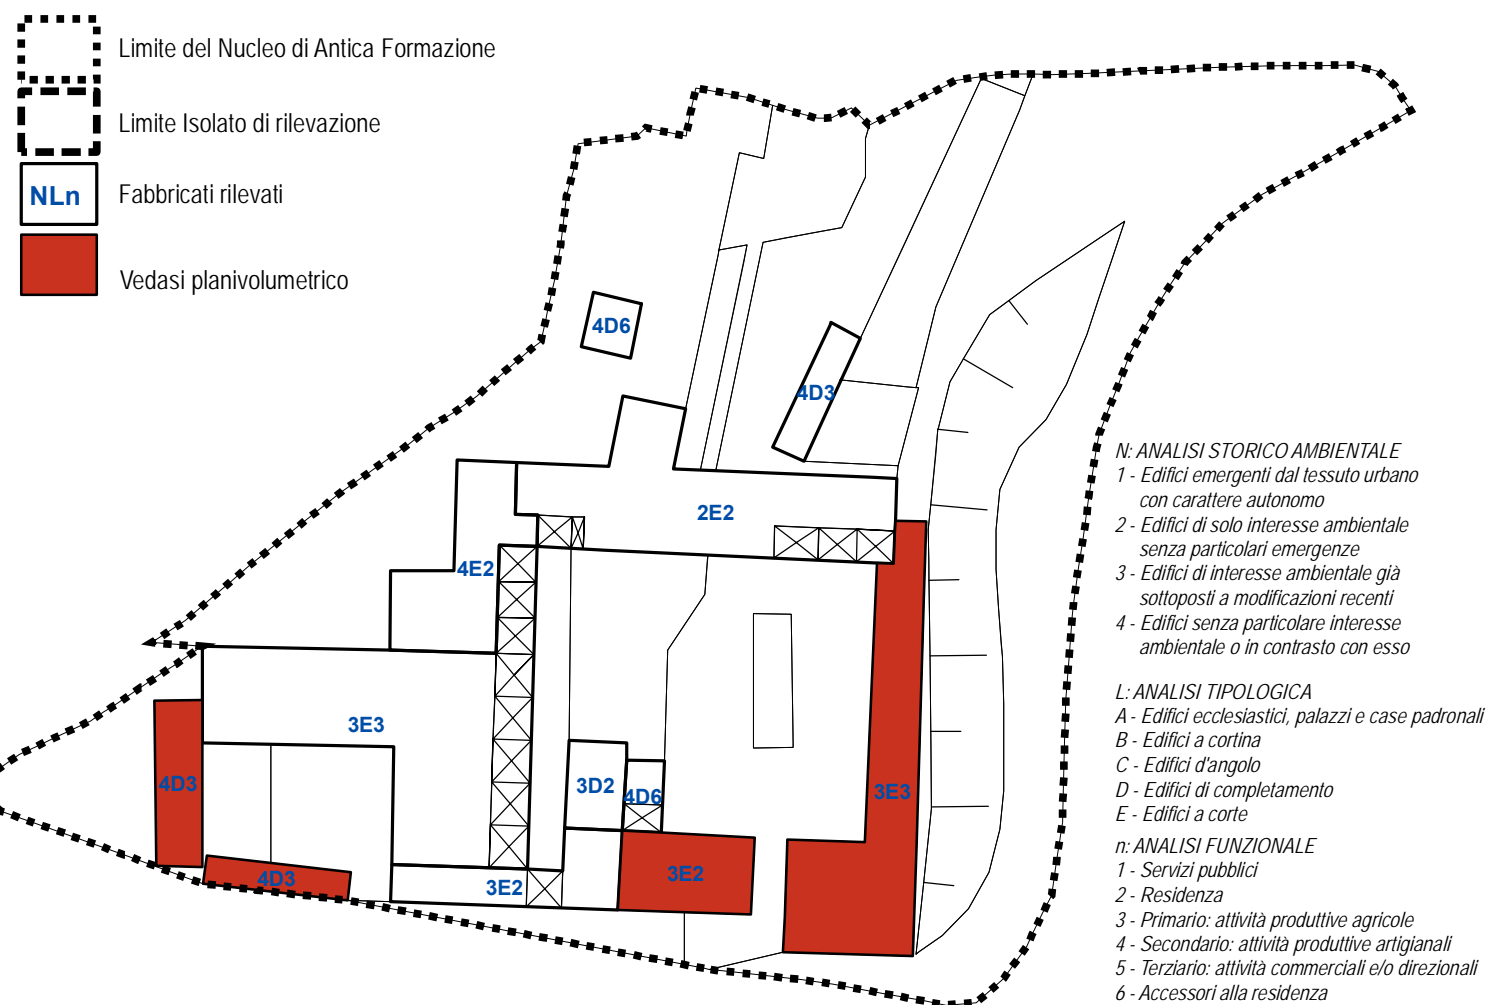 Limite del Nucleo di Antica Formazione
Limite Isolato di rilevazione
NLn
Fabbricati rilevati
Vedasi planivolumetrico
4D6
4D3
2E2
4E2
3E3
4D3
3D2
4D6
3E3
4D3
3E2
3E2
N: ANALISI STORICO AMBIENTALE
1 - Edifici emergenti dal tessuto urbano
con carattere autonomo
2 - Edifici di solo interesse ambientale
senza particolari emergenze
3 - Edifici di interesse ambientale già
sottoposti a modificazioni recenti
4 - Edifici senza particolare interesse
ambientale o in contrasto con esso
L: ANALISI TIPOLOGICA
A - Edifici ecclesiastici, palazzi e case padronali
B - Edifici a cortina
C - Edifici d'angolo
D - Edifici di completamento
E - Edifici a corte
n: ANALISI FUNZIONALE
1 - Servizi pubblici
2 - Residenza
3 - Primario: attività produttive agricole
4 - Secondario: attività produttive artigianali
5 - Terziario: attività commerciali e/o direzionali
6 - Accessori alla residenza